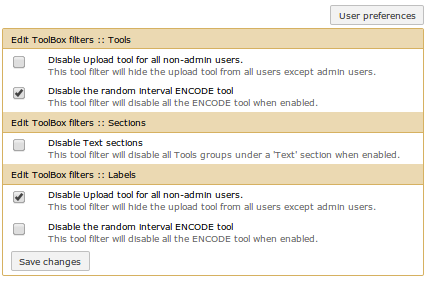 User preferences
Edit ToolBox filters :: Tools
Disable Upload tool for all non-admin users.
This tool filter will hide the upload tool from all users except admin users.
Disable the random interval ENCODE tool
This tool filter will disable all the ENCODE tool when enabled.
Edit ToolBox filters :: Sections
Disable Text sections
This tool filter will disable all Tools groups under a 'Text' section when enabled.
Edit ToolBox filters :: Labels
Disable Upload tool for all non-admin users.
This tool filter will hide the upload tool from all users except admin users.
Disable the random interval ENCODE tool
This tool filter will disable all the ENCODE tool when enabled.
Save changes